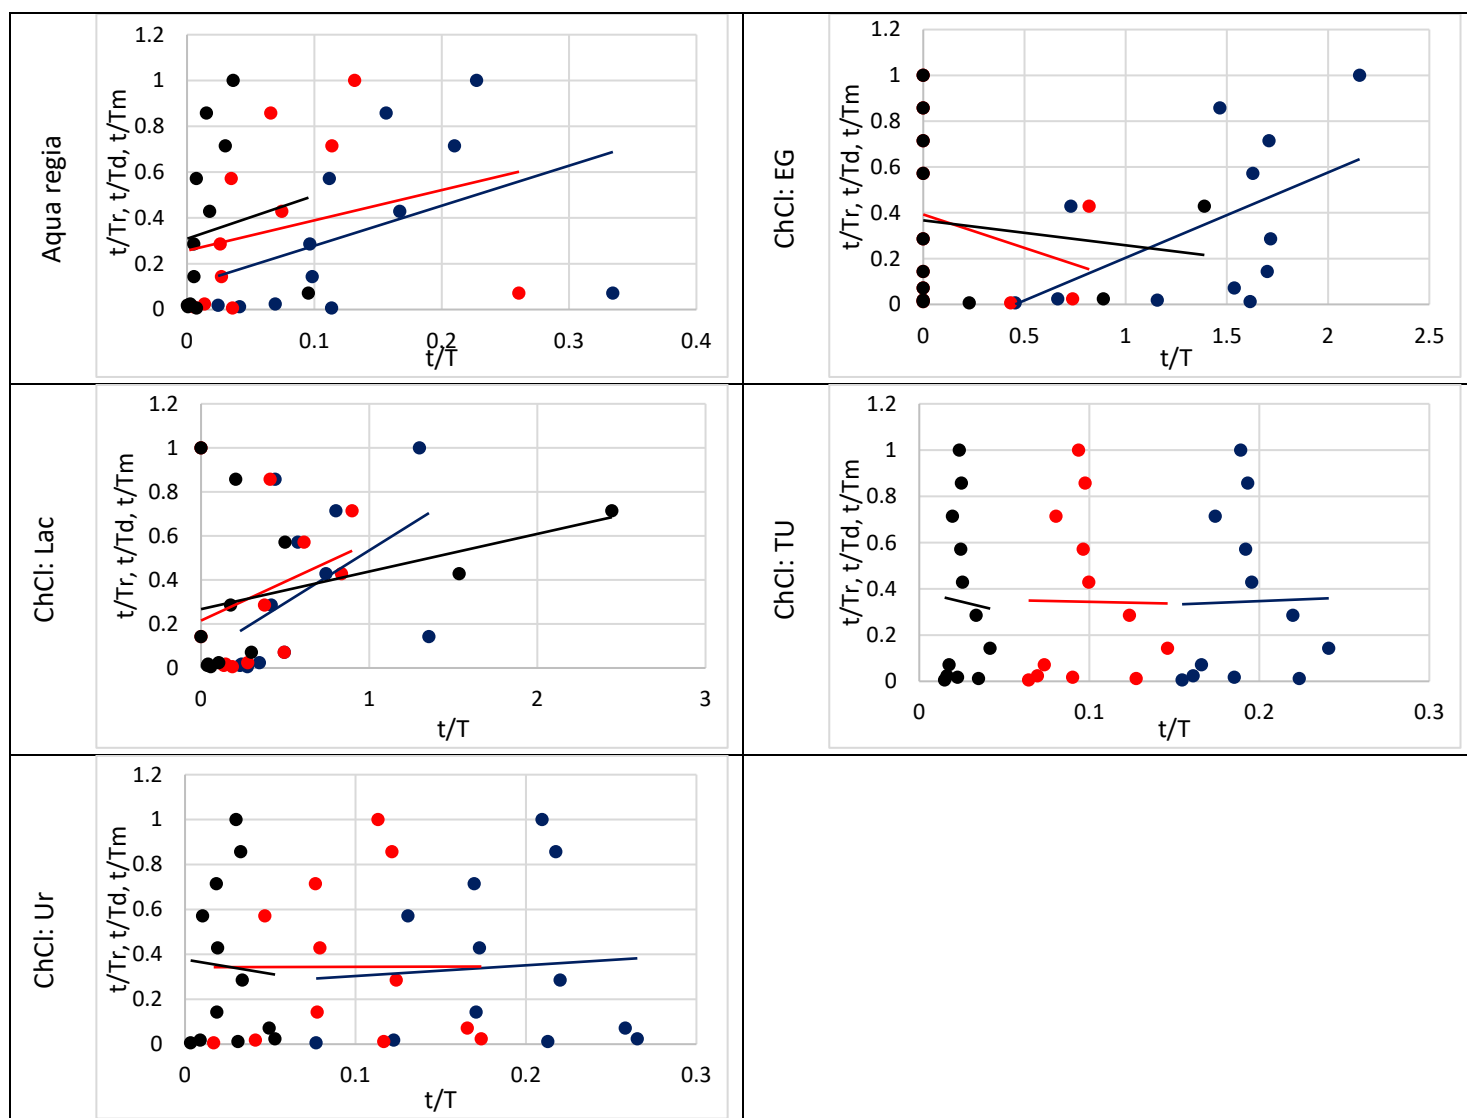 Aqua regia
t/Tr, t/Td, t/Tm
1.2
1
0.8
0.6
0.4
0.2
0
0 0.1 0.2 0.3 0.4
t/T
ChCl: EG
t/Tr, t/Td, t/Tm
1.2
1
0.8
0.6
0.4
0.2
0
0 0.5 1 1.5 2 2.5
t/T
ChCl: Lac
t/Tr, t/Td, t/Tm
1.2
1
0.8
0.6
0.4
0.2
0
0 1 2 3
t/T
ChCl: TU
t/Tr, t/Td, t/Tm
1.2
1
0.8
0.6
0.4
0.2
0
0 0.1 0.2 0.3
t/T
ChCl: Ur
t/Tr, t/Td, t/Tm
1.2
1
0.8
0.6
0.4
0.2
0
0 0.1 0.2 0.3
t/T